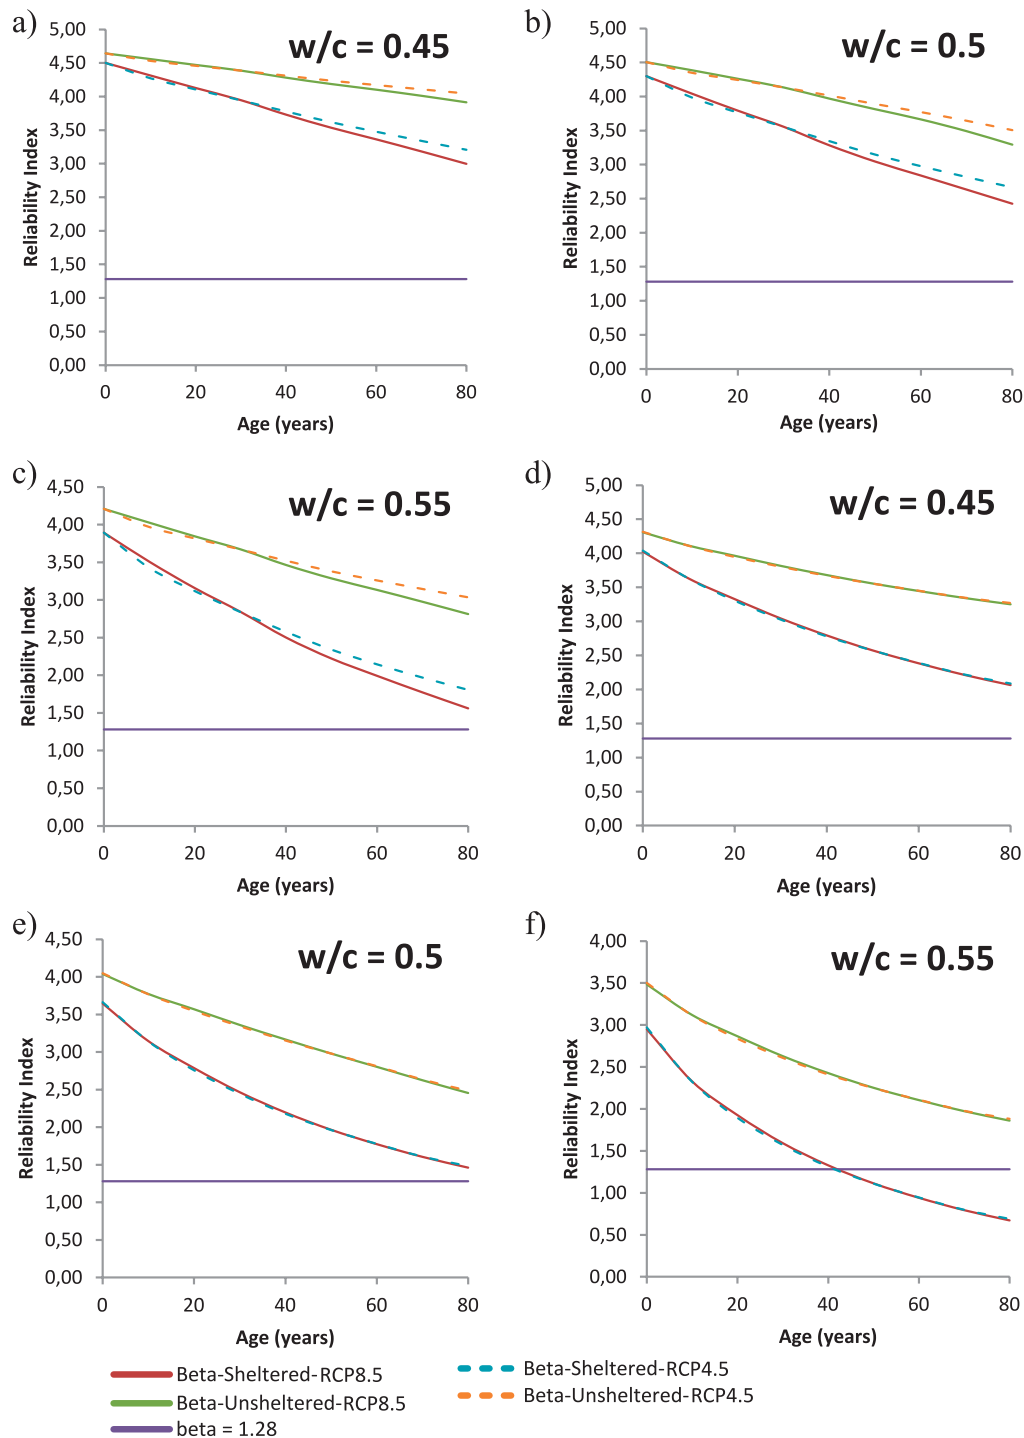 a)
w/c = 0.45
5,00
4,50
4,00
3,50
3,00
2,50
2,00
1,50
1,00
0,50
0,00
Reliability Index
0 20 40 60 80
Age (years)
b)
w/c = 0.5
5,00
4,50
4,00
3,50
3,00
2,50
2,00
1,50
1,00
0,50
0,00
Reliability Index
0 20 40 60 80
Age (years)
c)
w/c = 0.55
4,50
4,00
3,50
3,00
2,50
2,00
1,50
1,00
0,50
0,00
Reliability Index
0 20 40 60 80
Age (years)
d)
w/c = 0.45
5,00
4,50
4,00
3,50
3,00
2,50
2,00
1,50
1,00
0,50
0,00
Reliability Index
0 20 40 60 80
Age (years)
e)
w/c = 0.5
4,50
4,00
3,50
3,00
2,50
2,00
1,50
1,00
0,50
0,00
Reliability Index
0 20 40 60 80
Age (years)
f)
w/c = 0.55
4,00
3,50
3,00
2,50
2,00
1,50
1,00
0,50
0,00
Reliability Index
0 20 40 60 80
Age (years)
Beta-Sheltered-RCP8.5
Beta-Sheltered-RCP4.5
Beta-Unsheltered-RCP8.5
Beta-Unsheltered-RCP4.5
beta = 1.28